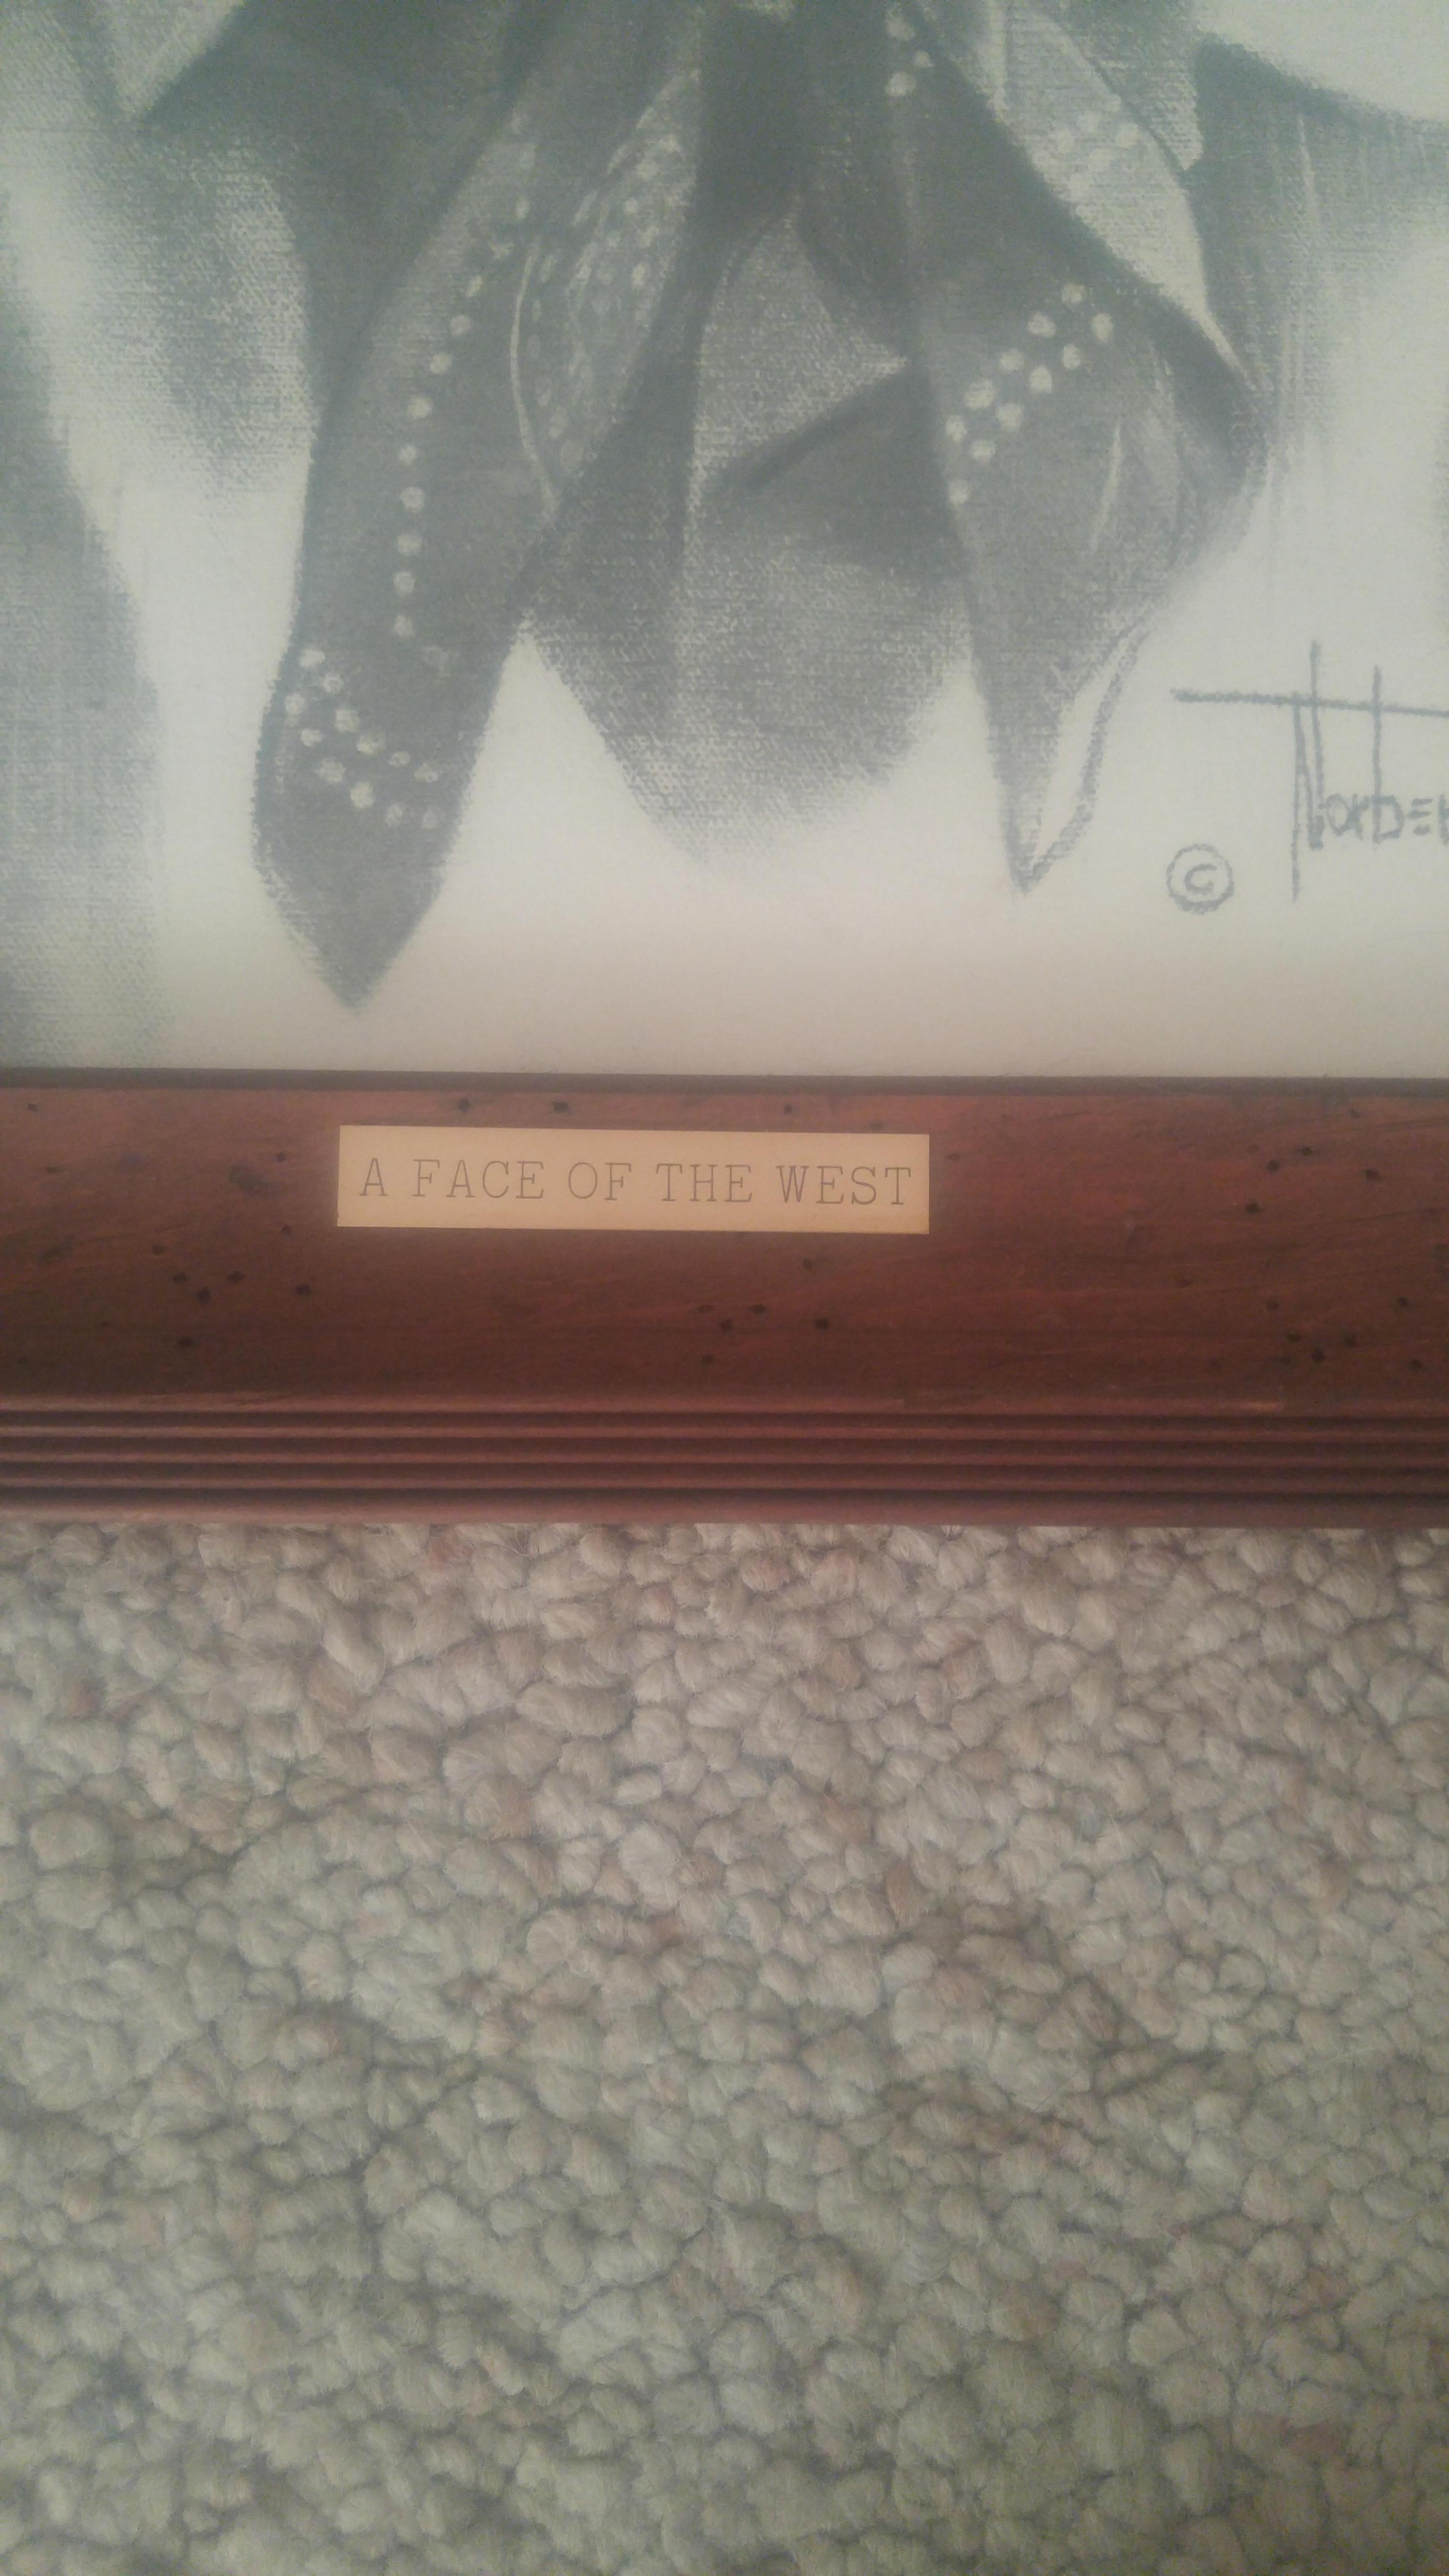 ©
A FACE OF THE WEST